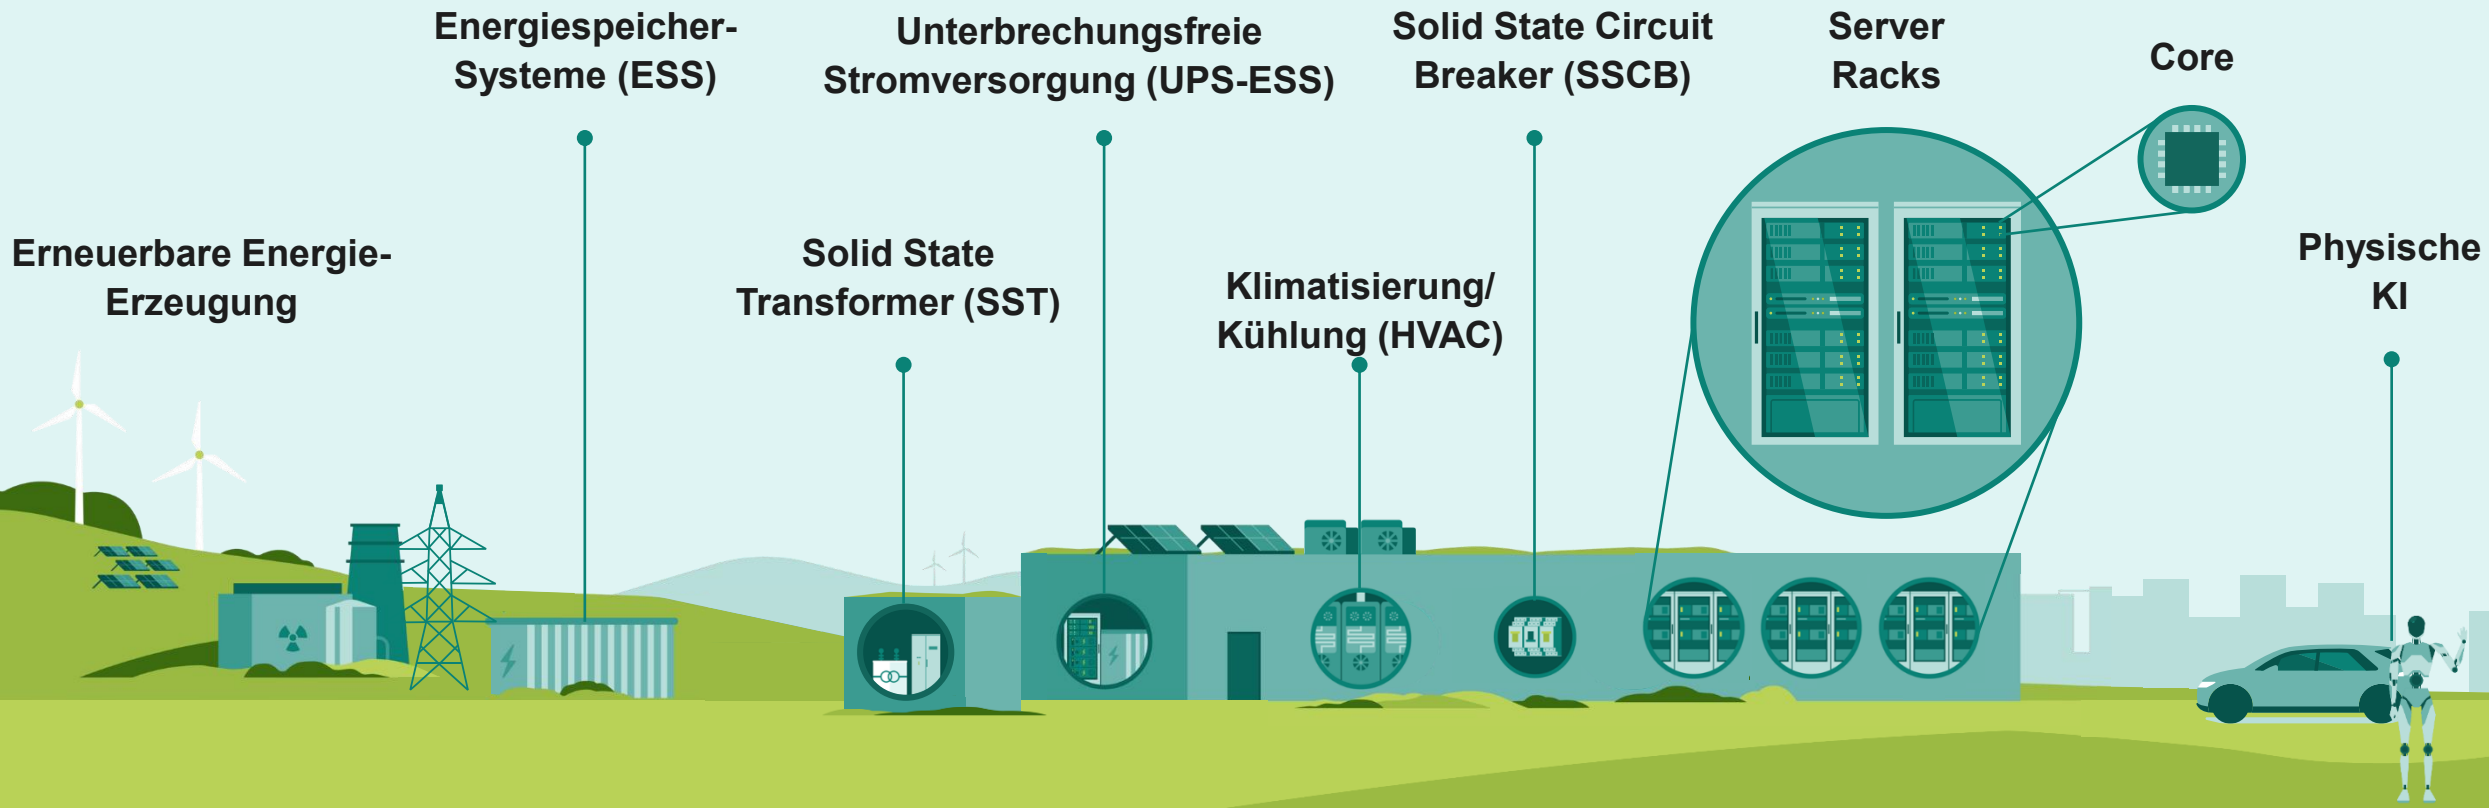 Energiespeicher-
Systeme (ESS)
Unterbrechungsfreie
Stromversorgung (UPS-ESS)
Solid State Circuit
Breaker (SSCB)
Server
Racks
Core
Erneuerbare Energie-
Erzeugung
Solid State
Transformer (SST)
Klimatisierung/
Kühlung (HVAC)
Physische
KI